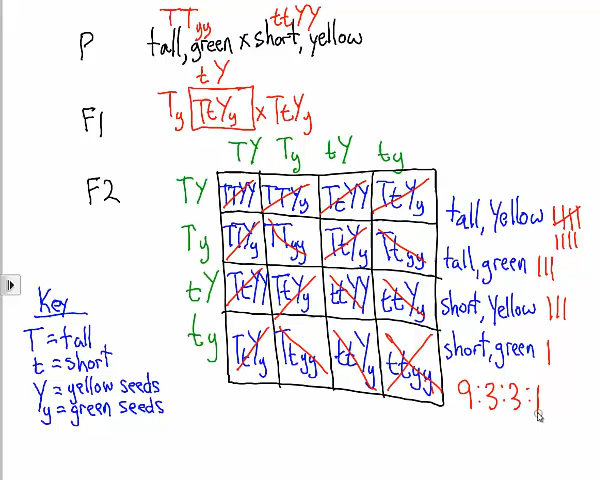 TTyy ttYY
P tall, green x short, yellow
tY
F1 Ty TtYy x TtYy
TY Ty tY ty
F2 TY TTYY TTYy TtYY TtYy tall, Yellow
Ty TTYy TTyy TtYy Ttyy tall, green
tY TtYY TtYy ttYY ttYy short, Yellow
ty TtYy Ttyy ttYy ttyy short, green
9:3:3:1
Key
T = tall
t = short
Y = yellow seeds
y = green seeds